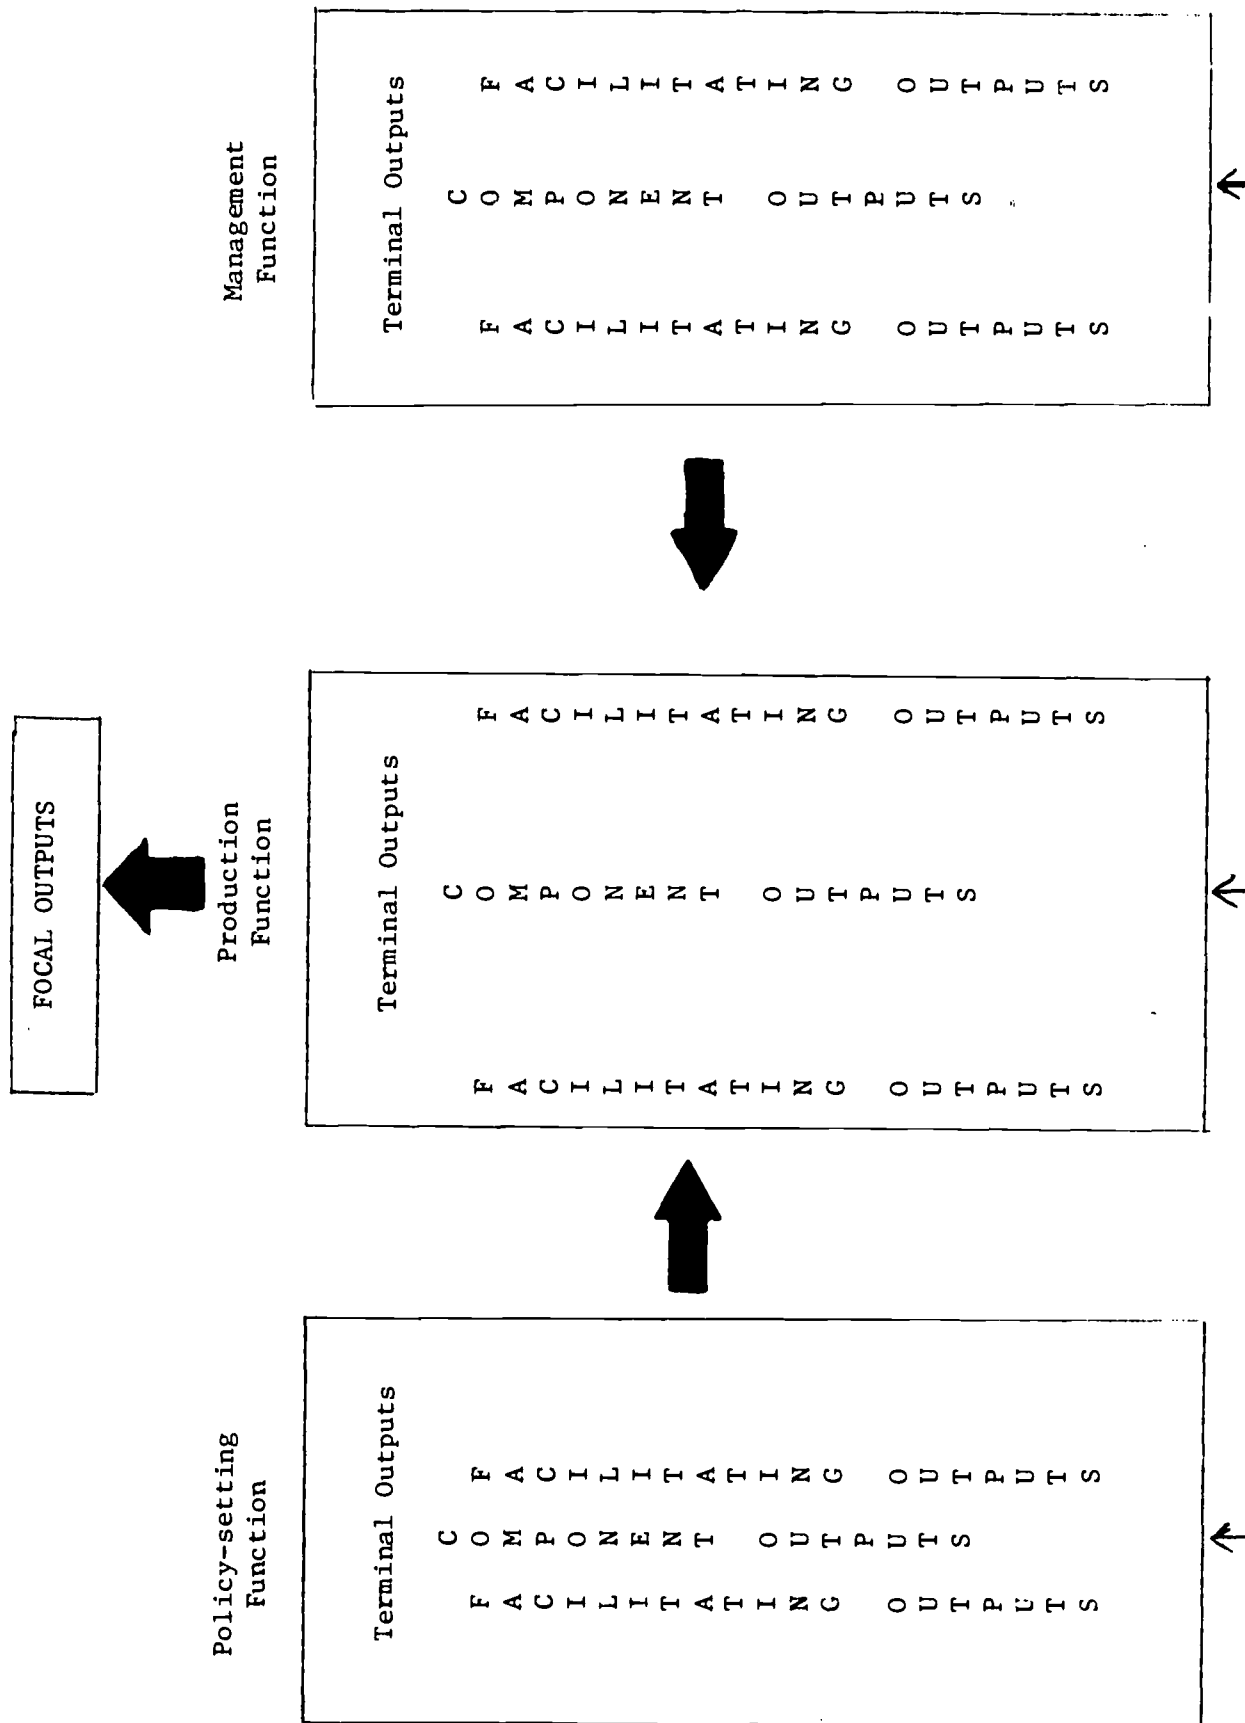 FOCAL OUTPUTS
Policy-setting
Function
Terminal Outputs
FACILITATING OUTPUTS
COMPONENT OUTPUTS
FACILITATING OUTPUTS
Production
Function
Terminal Outputs
FACILITATING OUTPUTS
COMPONENT OUTPUTS
FACILITATING OUTPUTS
Management
Function
Terminal Outputs
FACILITATING OUTPUTS
COMPONENT OUTPUTS
FACILITATING OUTPUTS